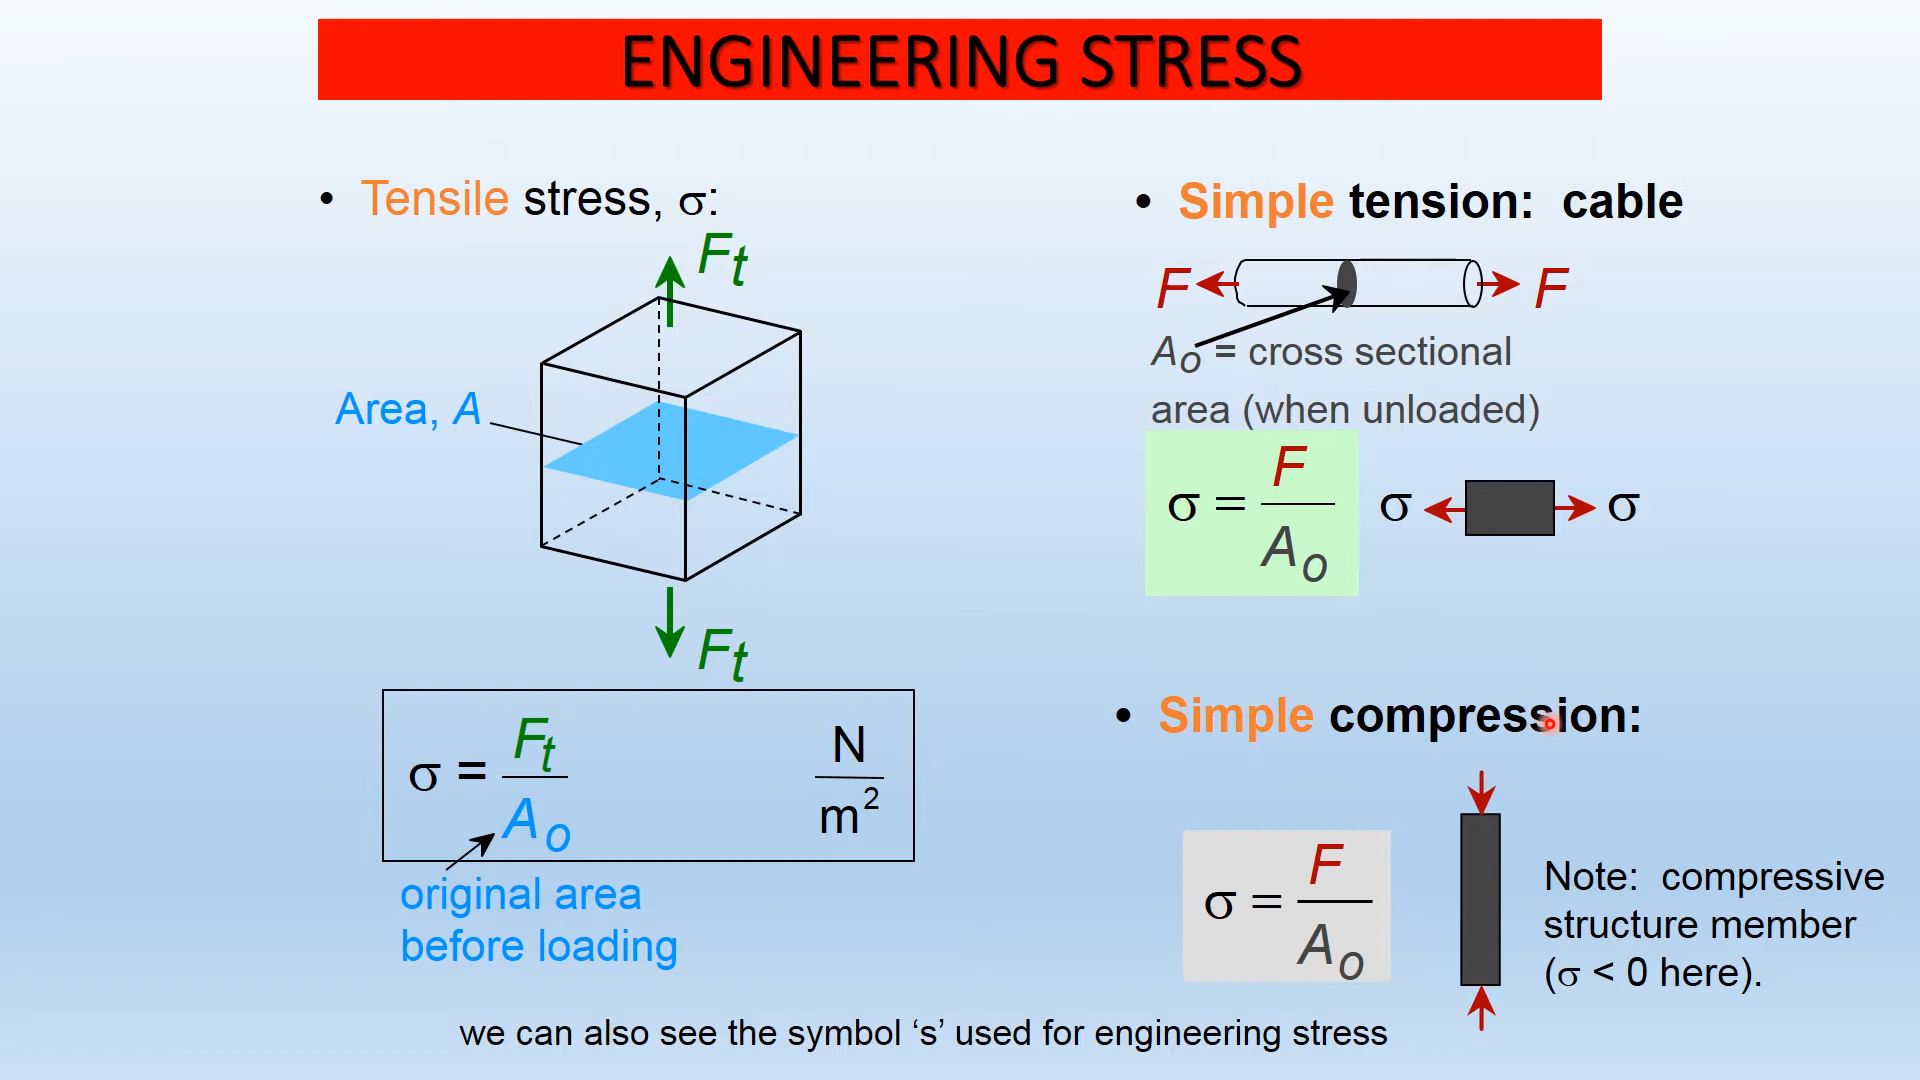 ENGINEERING STRESS
• Tensile stress, σ:
Ft
Area, A
Ft
σ = Ft / Ao
N / m²
original area
before loading
• Simple tension: cable
F F
Ao = cross sectional
area (when unloaded)
σ = F / Ao
σ σ
• Simple compression:
σ = F / Ao
Note: compressive
structure member
(σ < 0 here).
we can also see the symbol ‘s’ used for engineering stress